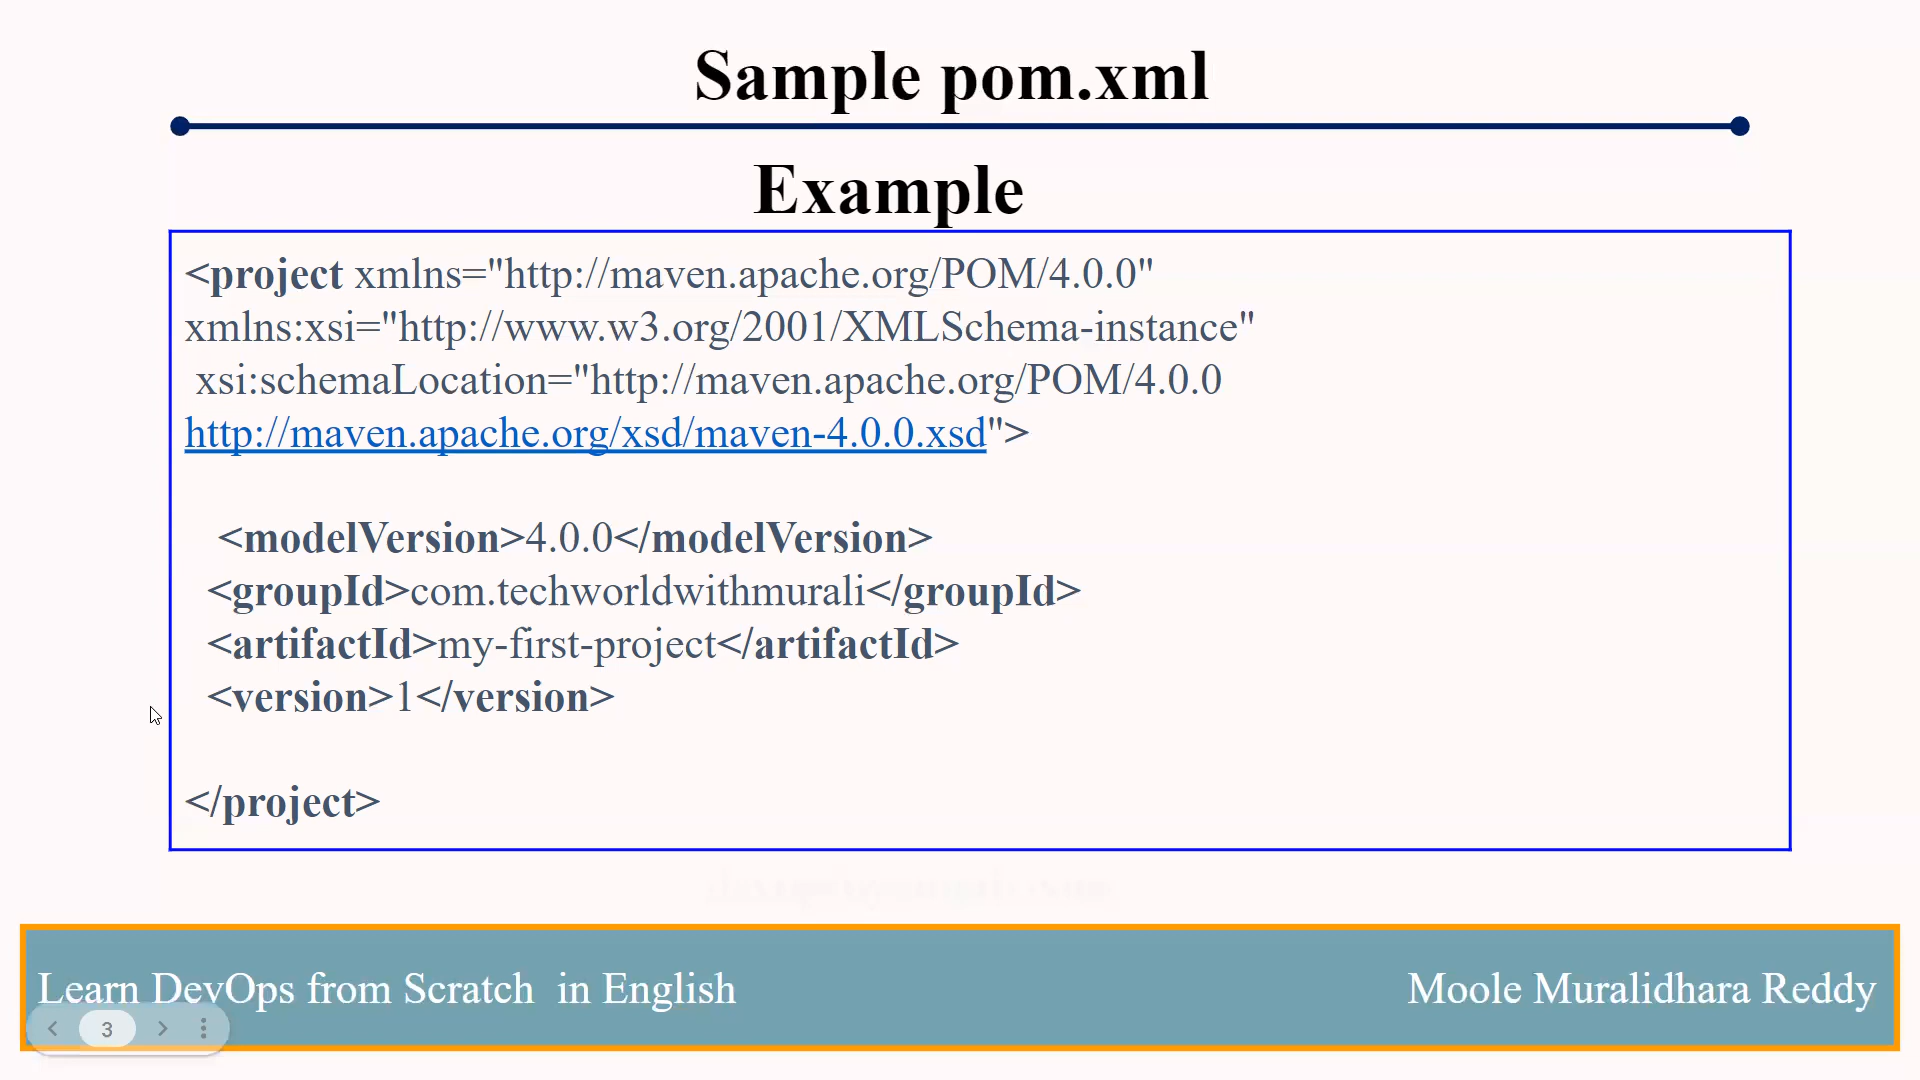 Sample pom.xml
Example
<project xmlns="http://maven.apache.org/POM/4.0.0"
xmlns:xsi="http://www.w3.org/2001/XMLSchema-instance"
xsi:schemaLocation="http://maven.apache.org/POM/4.0.0
http://maven.apache.org/xsd/maven-4.0.0.xsd">
<modelVersion>4.0.0</modelVersion>
<groupId>com.techworldwithmurali</groupId>
<artifactId>my-first-project</artifactId>
<version>1</version>
</project>
Learn DevOps from Scratch  in English
Moole Muralidhara Reddy
3